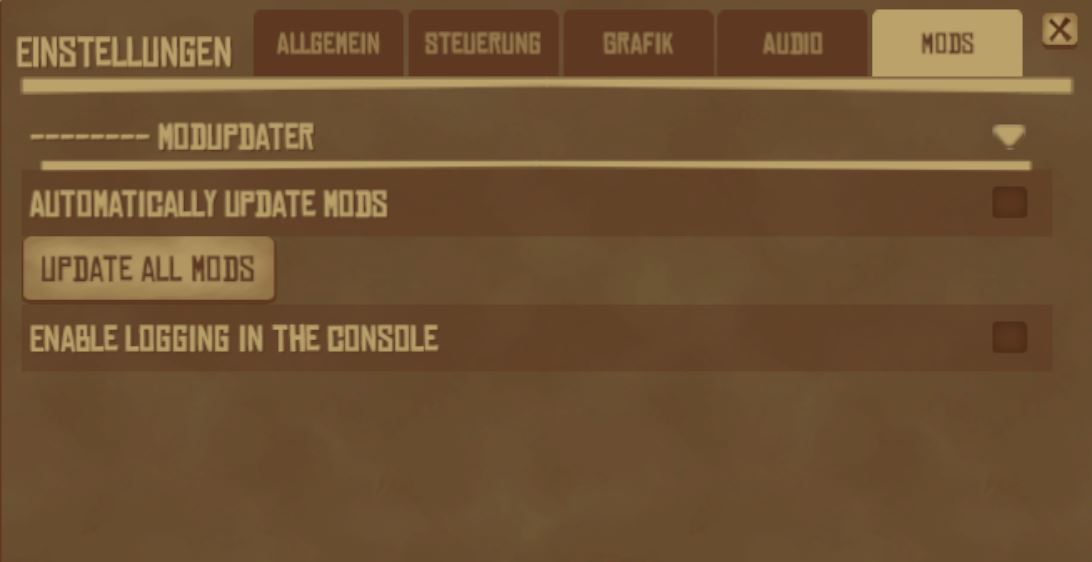 EINSTELLUNGEN ALLGEMEIN STEUERUNG GRAFIK AUDIO MODS X
-------- MODUPDATER
AUTOMATICALLY UPDATE MODS
UPDATE ALL MODS
ENABLE LOGGING IN THE CONSOLE